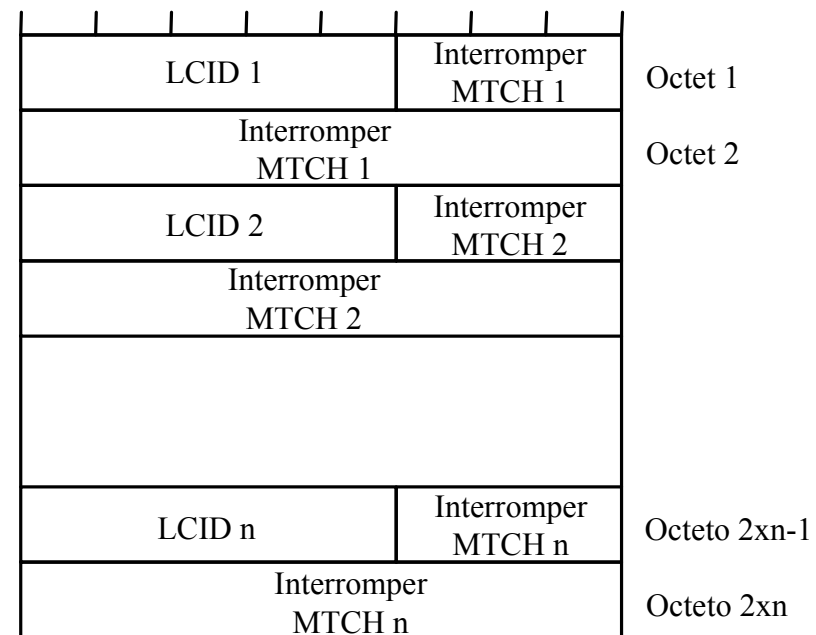 LCID 1
Interromper
MTCH 1
Octet 1
Interromper
MTCH 1
Octet 2
LCID 2
Interromper
MTCH 2
Interromper
MTCH 2
LCID n
Interromper
MTCH n
Octeto 2xn-1
Interromper
MTCH n
Octeto 2xn